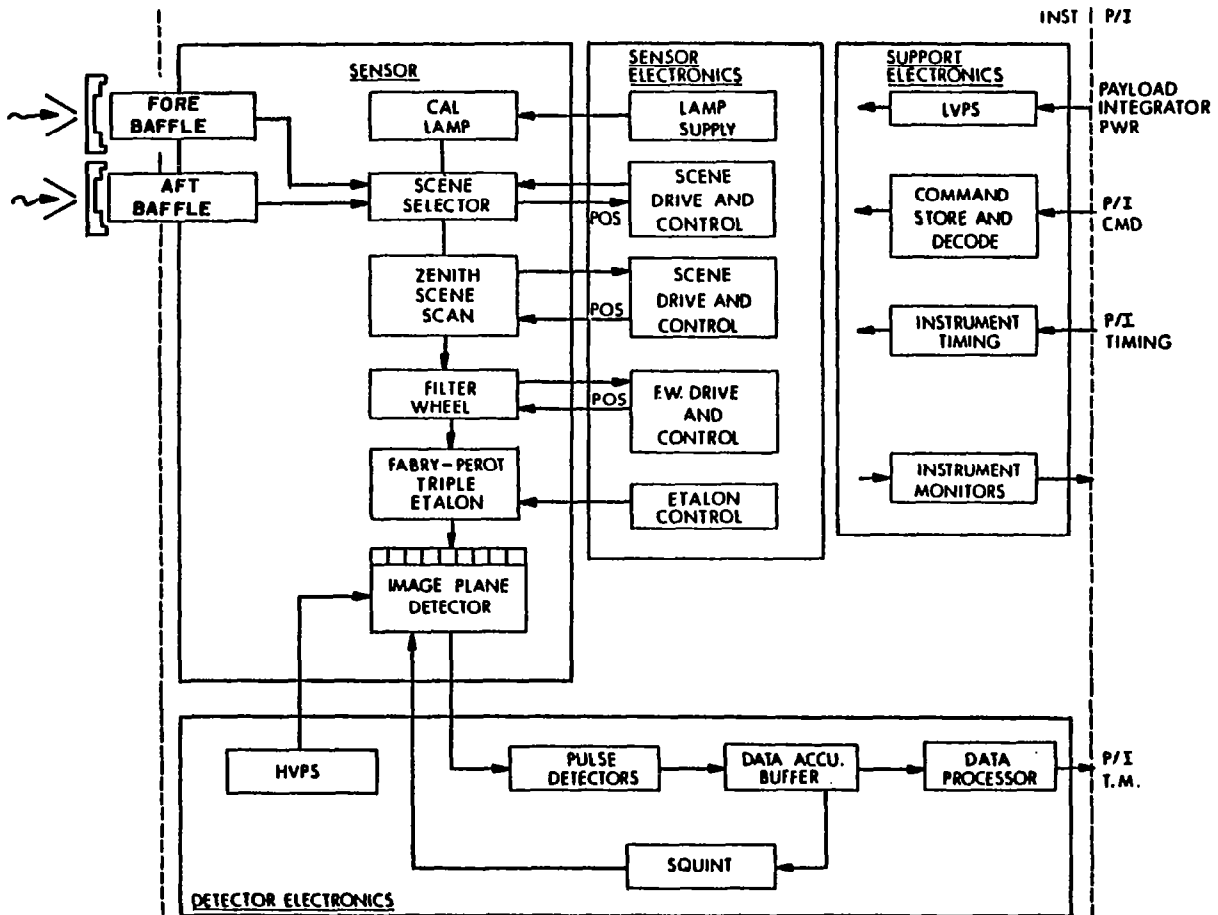 INST P/I
SENSOR
SENSOR
ELECTRONICS
SUPPORT
ELECTRONICS
FORE
BAFFLE
CAL
LAMP
LAMP
SUPPLY
LVPS
PAYLOAD
INTEGRATOR
PWR
AFT
BAFFLE
SCENE
SELECTOR
POS
SCENE
DRIVE AND
CONTROL
COMMAND
STORE AND
DECODE
P/I
CMD
ZENITH
SCENE
SCAN
POS
SCENE
DRIVE AND
CONTROL
INSTRUMENT
TIMING
P/I
TIMING
FILTER
WHEEL
POS
F.W. DRIVE
AND
CONTROL
FABRY-PEROT
TRIPLE
ETALON
ETALON
CONTROL
INSTRUMENT
MONITORS
IMAGE PLANE
DETECTOR
HVPS
PULSE
DETECTORS
DATA ACCU.
BUFFER
DATA
PROCESSOR
P/I
T.M.
SQUINT
DETECTOR ELECTRONICS